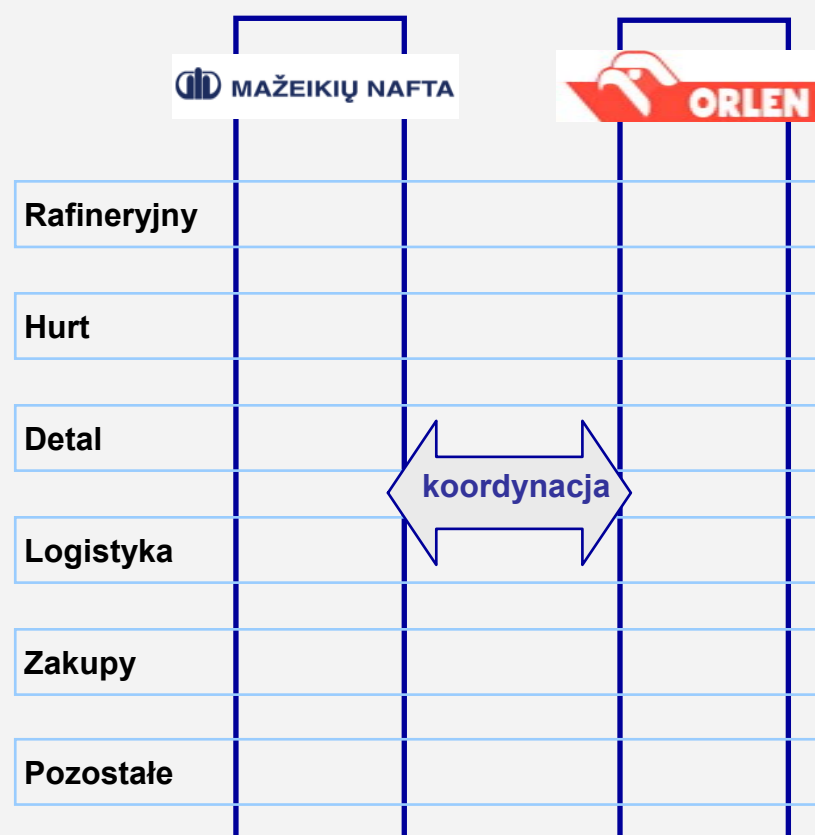 MAŽEIKIŲ NAFTA
ORLEN
Rafineryjny
Hurt
Detal
koordynacja
Logistyka
Zakupy
Pozostałe